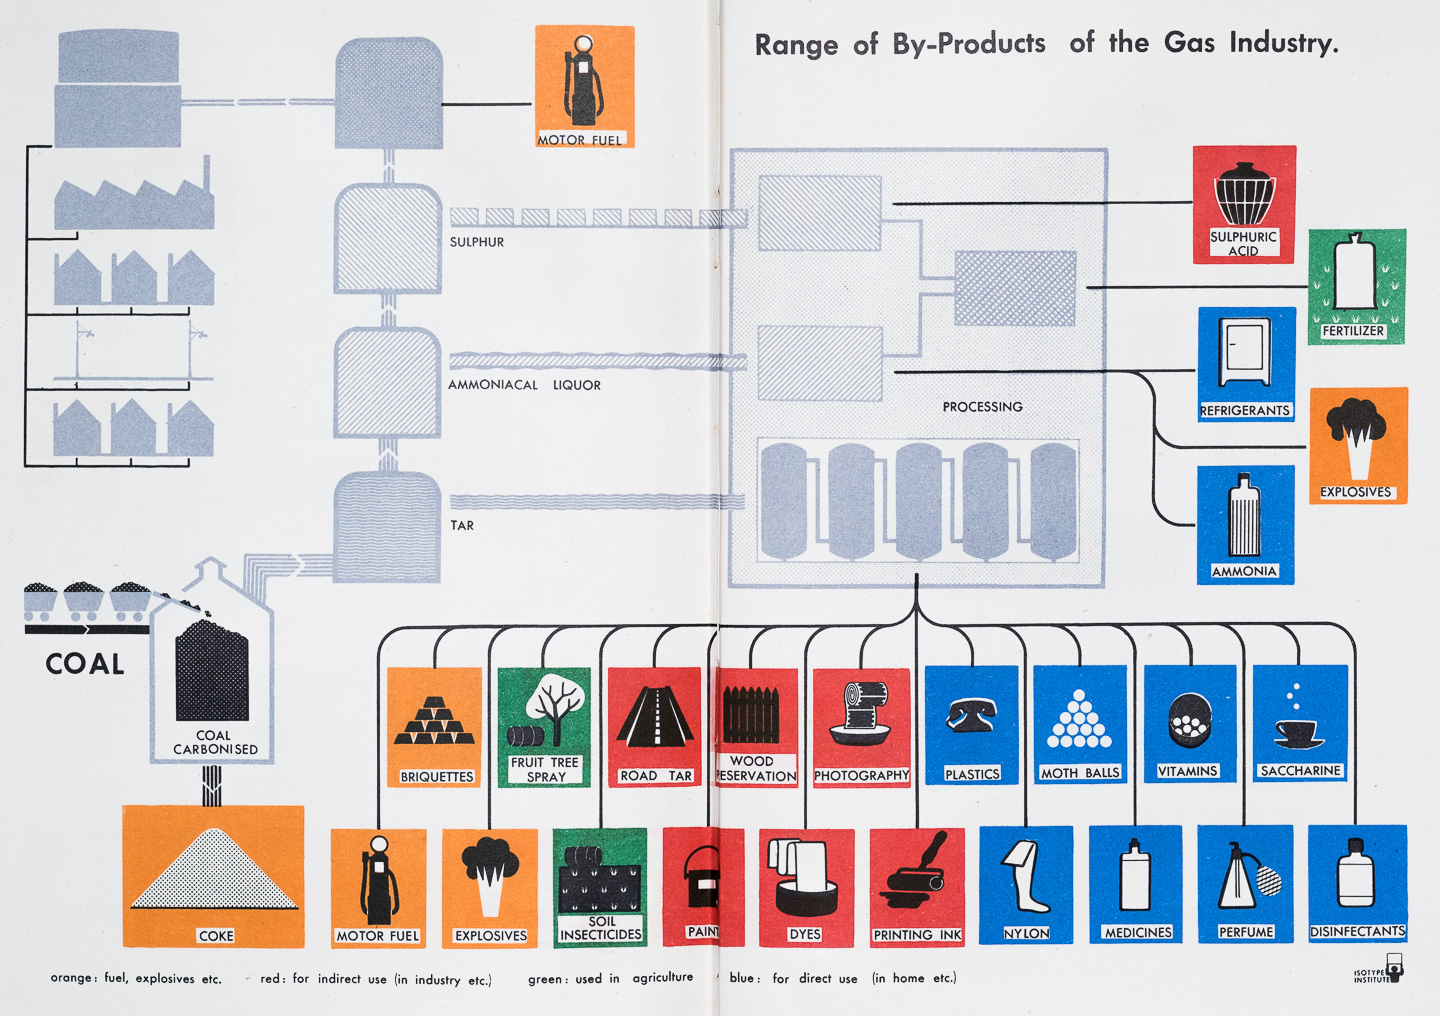 Range of By-Products of the Gas Industry.
MOTOR FUEL
SULPHUR
SULPHURIC
ACID
FERTILIZER
AMMONIACAL LIQUOR
REFRIGERANTS
PROCESSING
EXPLOSIVES
TAR
AMMONIA
COAL
COAL
CARBONISED
BRIQUETTES
FRUIT TREE
SPRAY
ROAD TAR
WOOD
RESERVATION
PHOTOGRAPHY
PLASTICS
MOTH BALLS
VITAMINS
SACCHARINE
COKE
MOTOR FUEL
EXPLOSIVES
SOIL
INSECTICIDES
PAINT
DYES
PRINTING INK
NYLON
MEDICINES
PERFUME
DISINFECTANTS
orange: fuel, explosives etc. red: for indirect use (in industry etc.) green: used in agriculture blue: for direct use (in home etc.)
ISOTYPE
INSTITUTE